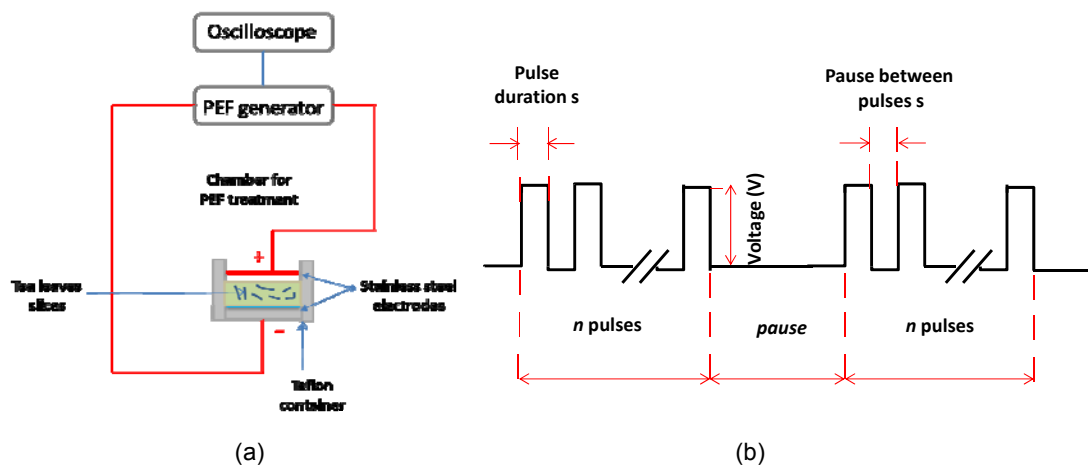 Oscilloscope
PEF generator
Chamber for
PEF treatment
+
Tea leaves
slices
Stainless steel
electrodes
−
Teflon
container
(a)
Pulse
duration s
Pause between
pulses s
Voltage (V)
n pulses
pause
n pulses
(b)